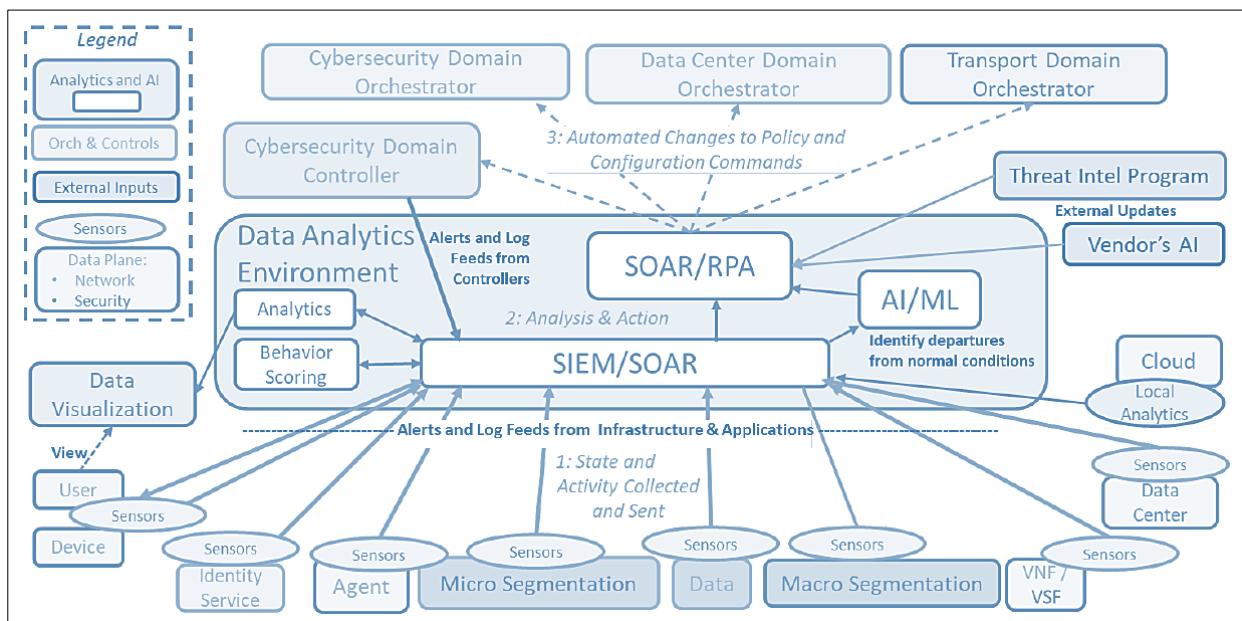 Legend
Analytics and AI
Orch & Controls
External Inputs
Sensors
Data Plane:
• Network
• Security
Cybersecurity Domain
Orchestrator
Data Center Domain
Orchestrator
Transport Domain
Orchestrator
Cybersecurity Domain
Controller
3: Automated Changes to Policy and
Configuration Commands
Threat Intel Program
External Updates
Vendor's AI
Data Analytics
Environment
Alerts and Log
Feeds from
Controllers
SOAR/RPA
AI/ML
Analytics
2: Analysis & Action
Identify departures
from normal conditions
Behavior
Scoring
SIEM/SOAR
Cloud
Local
Analytics
Data
Visualization
Alerts and Log Feeds from Infrastructure & Applications
View
1: State and
Activity Collected
and Sent
User
Sensors
Device
Sensors
Identity
Service
Sensors
Agent
Sensors
Micro Segmentation
Sensors
Data
Sensors
Macro Segmentation
Sensors
VNF /
VSF
Sensors
Data
Center